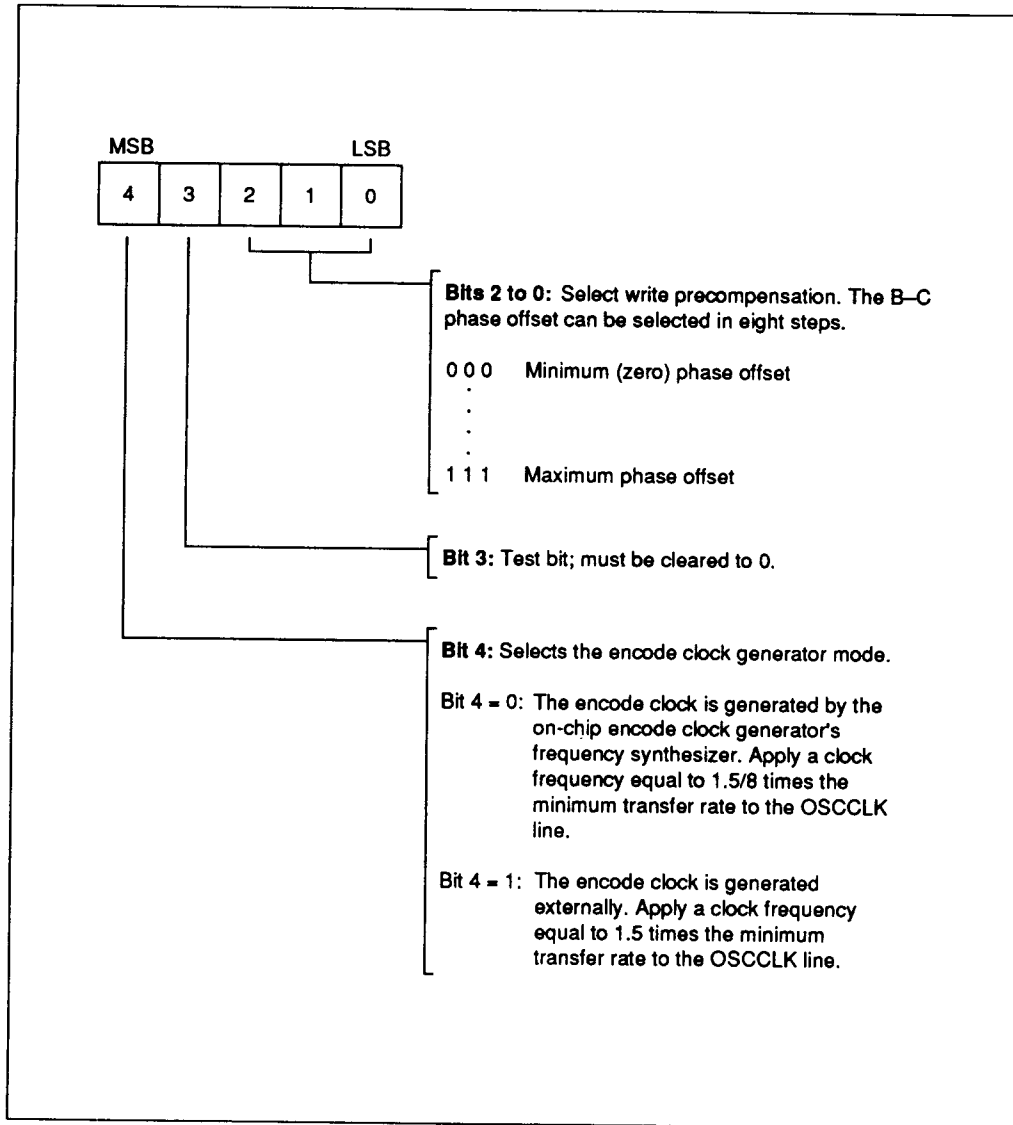 MSB LSB
4 3 2 1 0
Bits 2 to 0: Select write precompensation. The B–C
phase offset can be selected in eight steps.
0 0 0 Minimum (zero) phase offset
1 1 1 Maximum phase offset
Bit 3: Test bit; must be cleared to 0.
Bit 4: Selects the encode clock generator mode.
Bit 4 = 0: The encode clock is generated by the
on-chip encode clock generator's
frequency synthesizer. Apply a clock
frequency equal to 1.5/8 times the
minimum transfer rate to the OSCCLK
line.
Bit 4 = 1: The encode clock is generated
externally. Apply a clock frequency
equal to 1.5 times the minimum
transfer rate to the OSCCLK line.